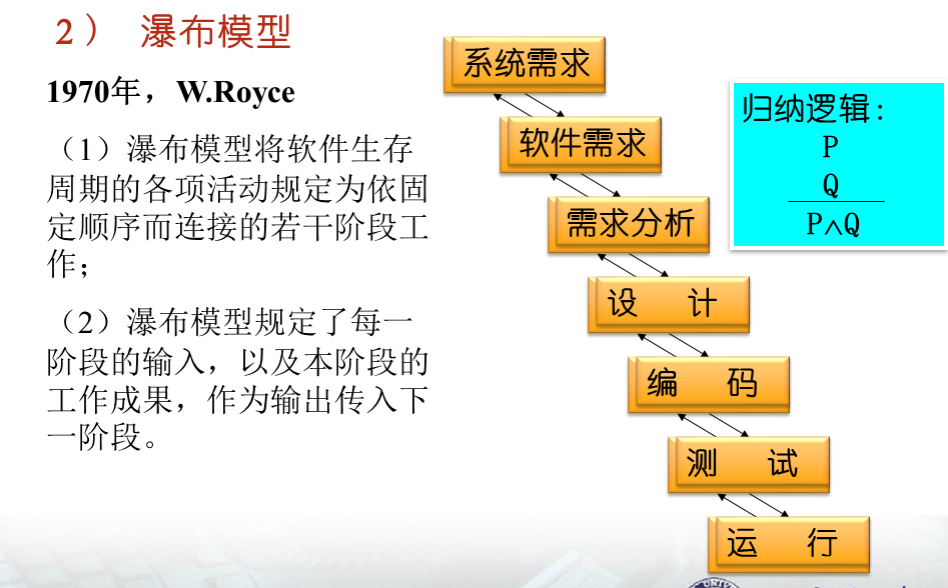 2） 瀑布模型
1970年，W.Royce
（1）瀑布模型将软件生存
周期的各项活动规定为依固
定顺序而连接的若干阶段工
作；
（2）瀑布模型规定了每一
阶段的输入，以及本阶段的
工作成果，作为输出传入下
一阶段。
系统需求
软件需求
需求分析
设 计
编 码
测 试
运 行
归纳逻辑：
P
Q
P∧Q